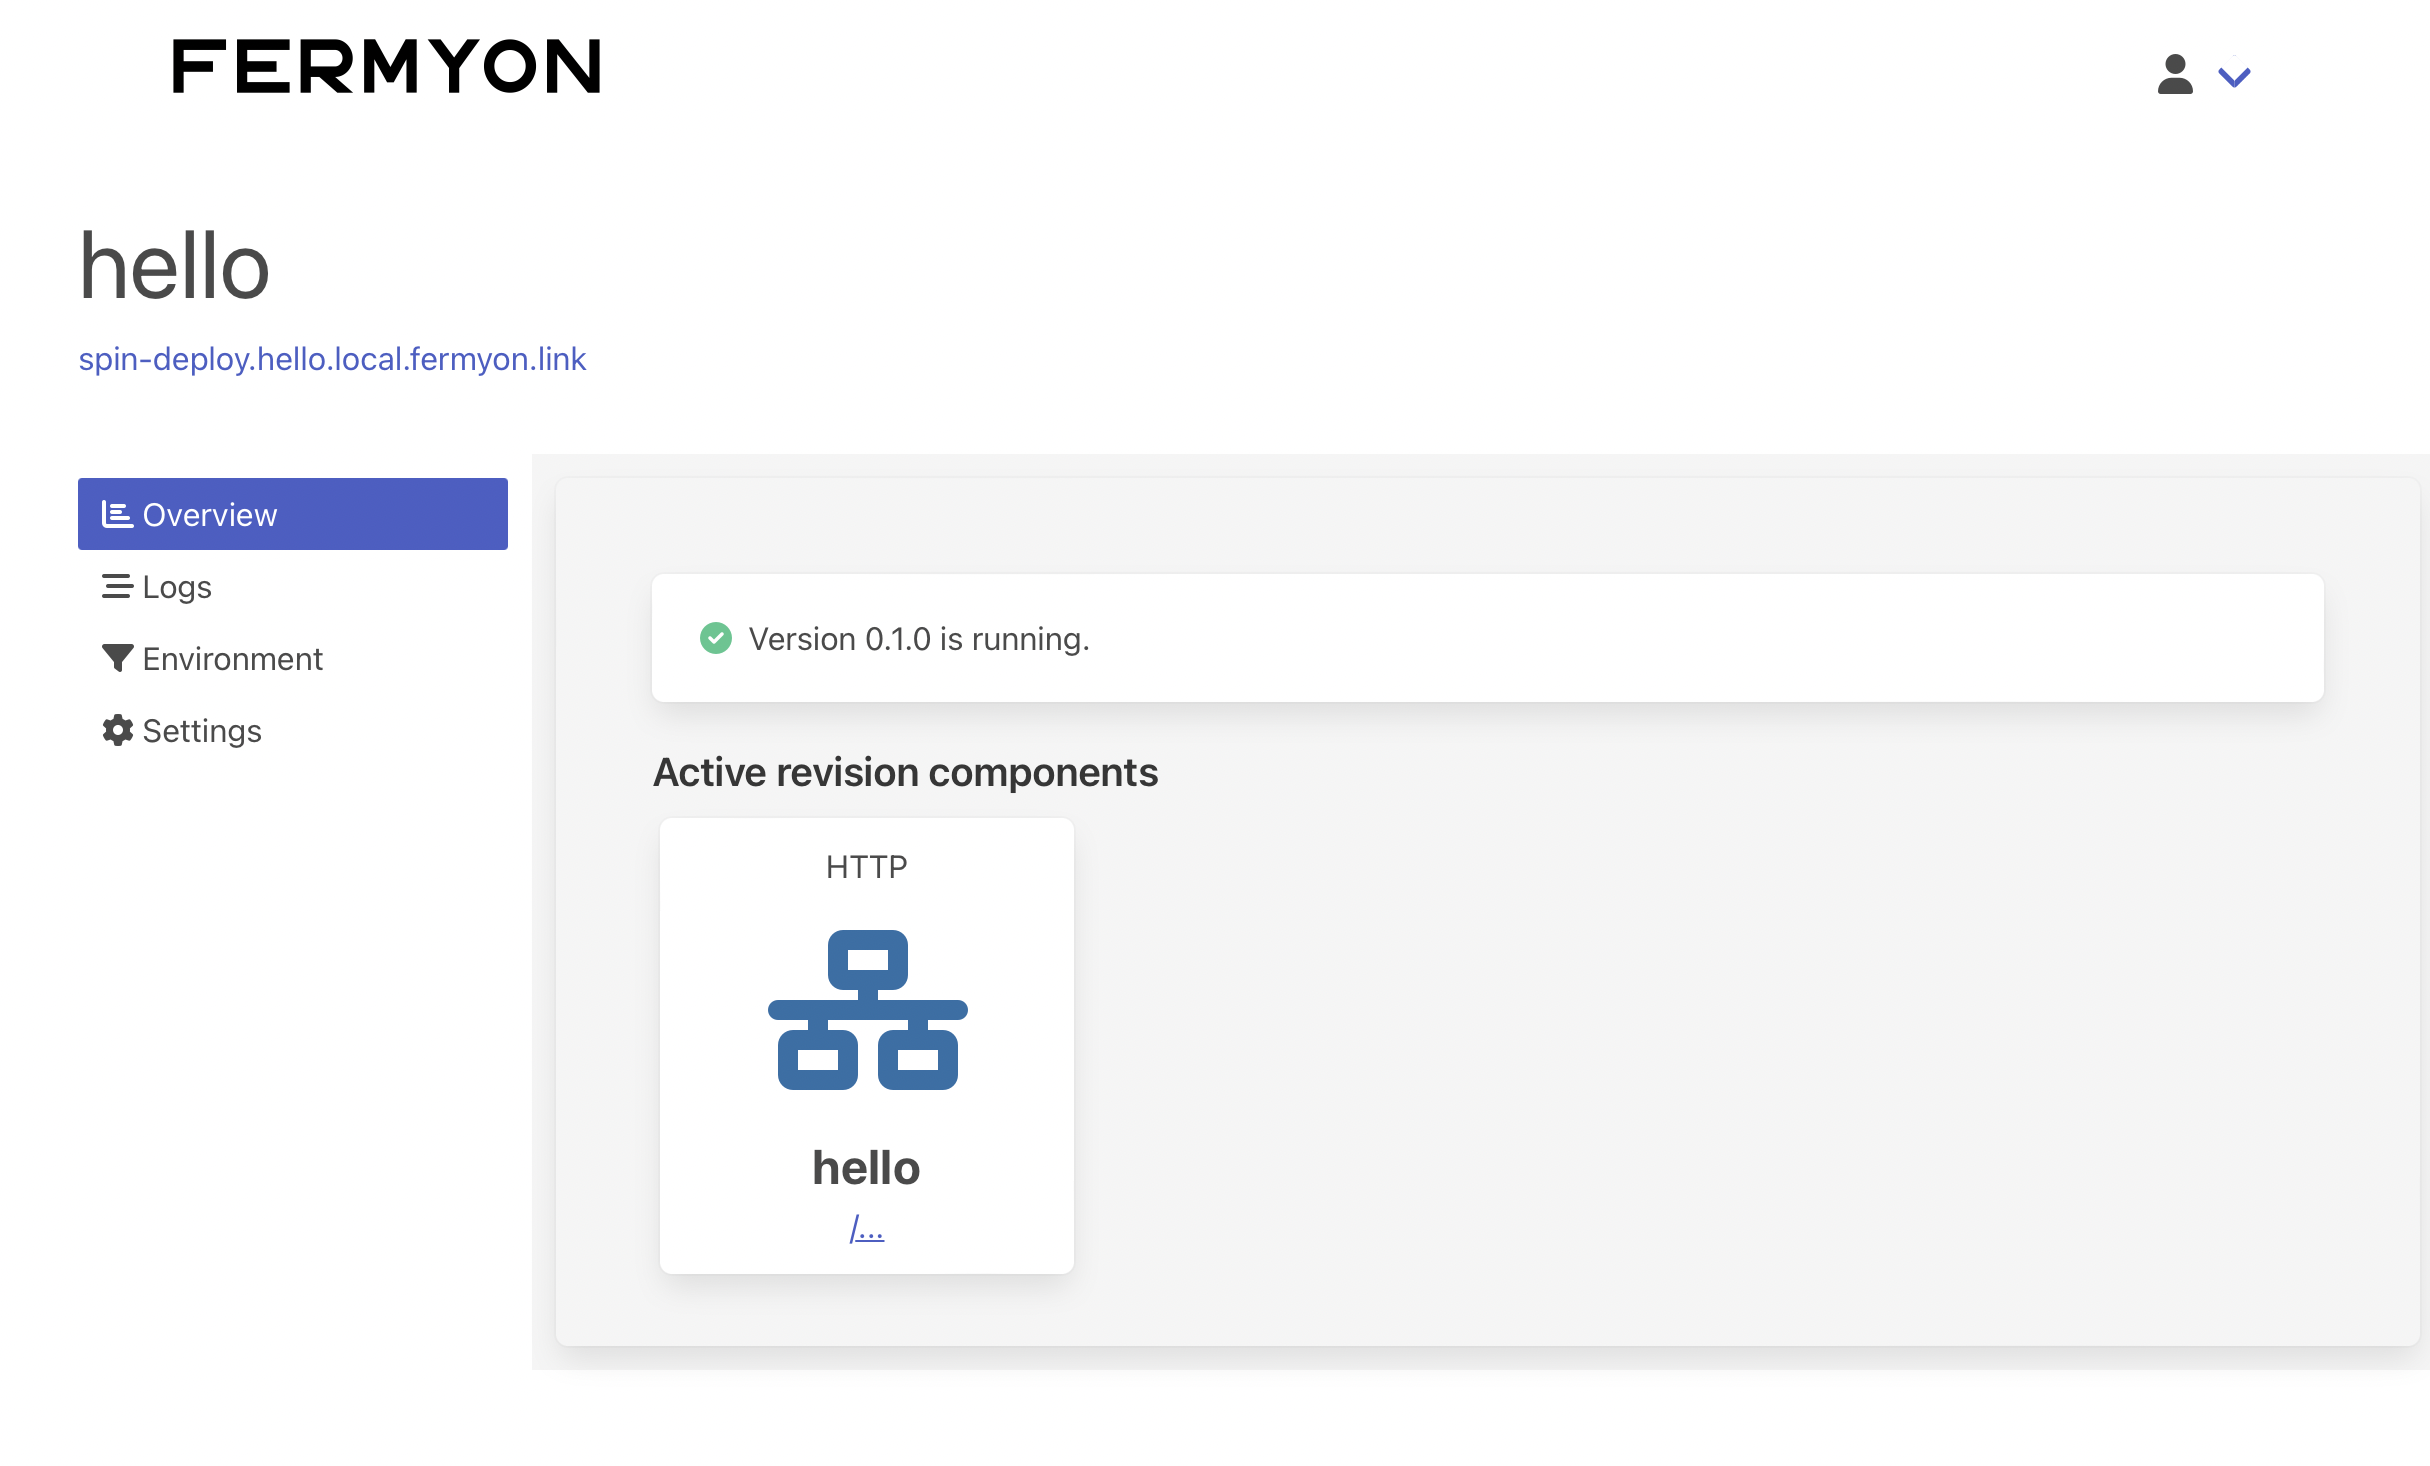 FERMYON
hello
spin-deploy.hello.local.fermyon.link
Overview
Logs
Environment
Settings
Version 0.1.0 is running.
Active revision components
HTTP
hello
/...